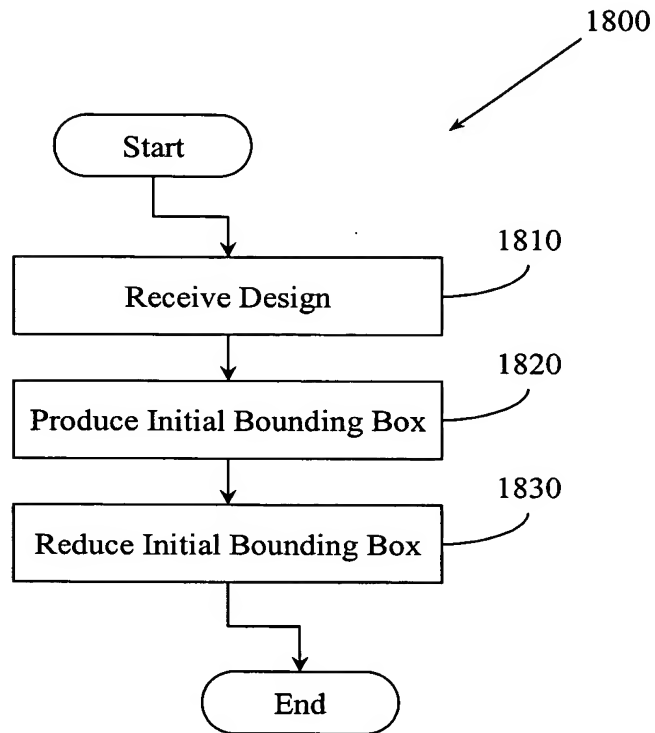 1800
Start
1810
Receive Design
1820
Produce Initial Bounding Box
1830
Reduce Initial Bounding Box
End